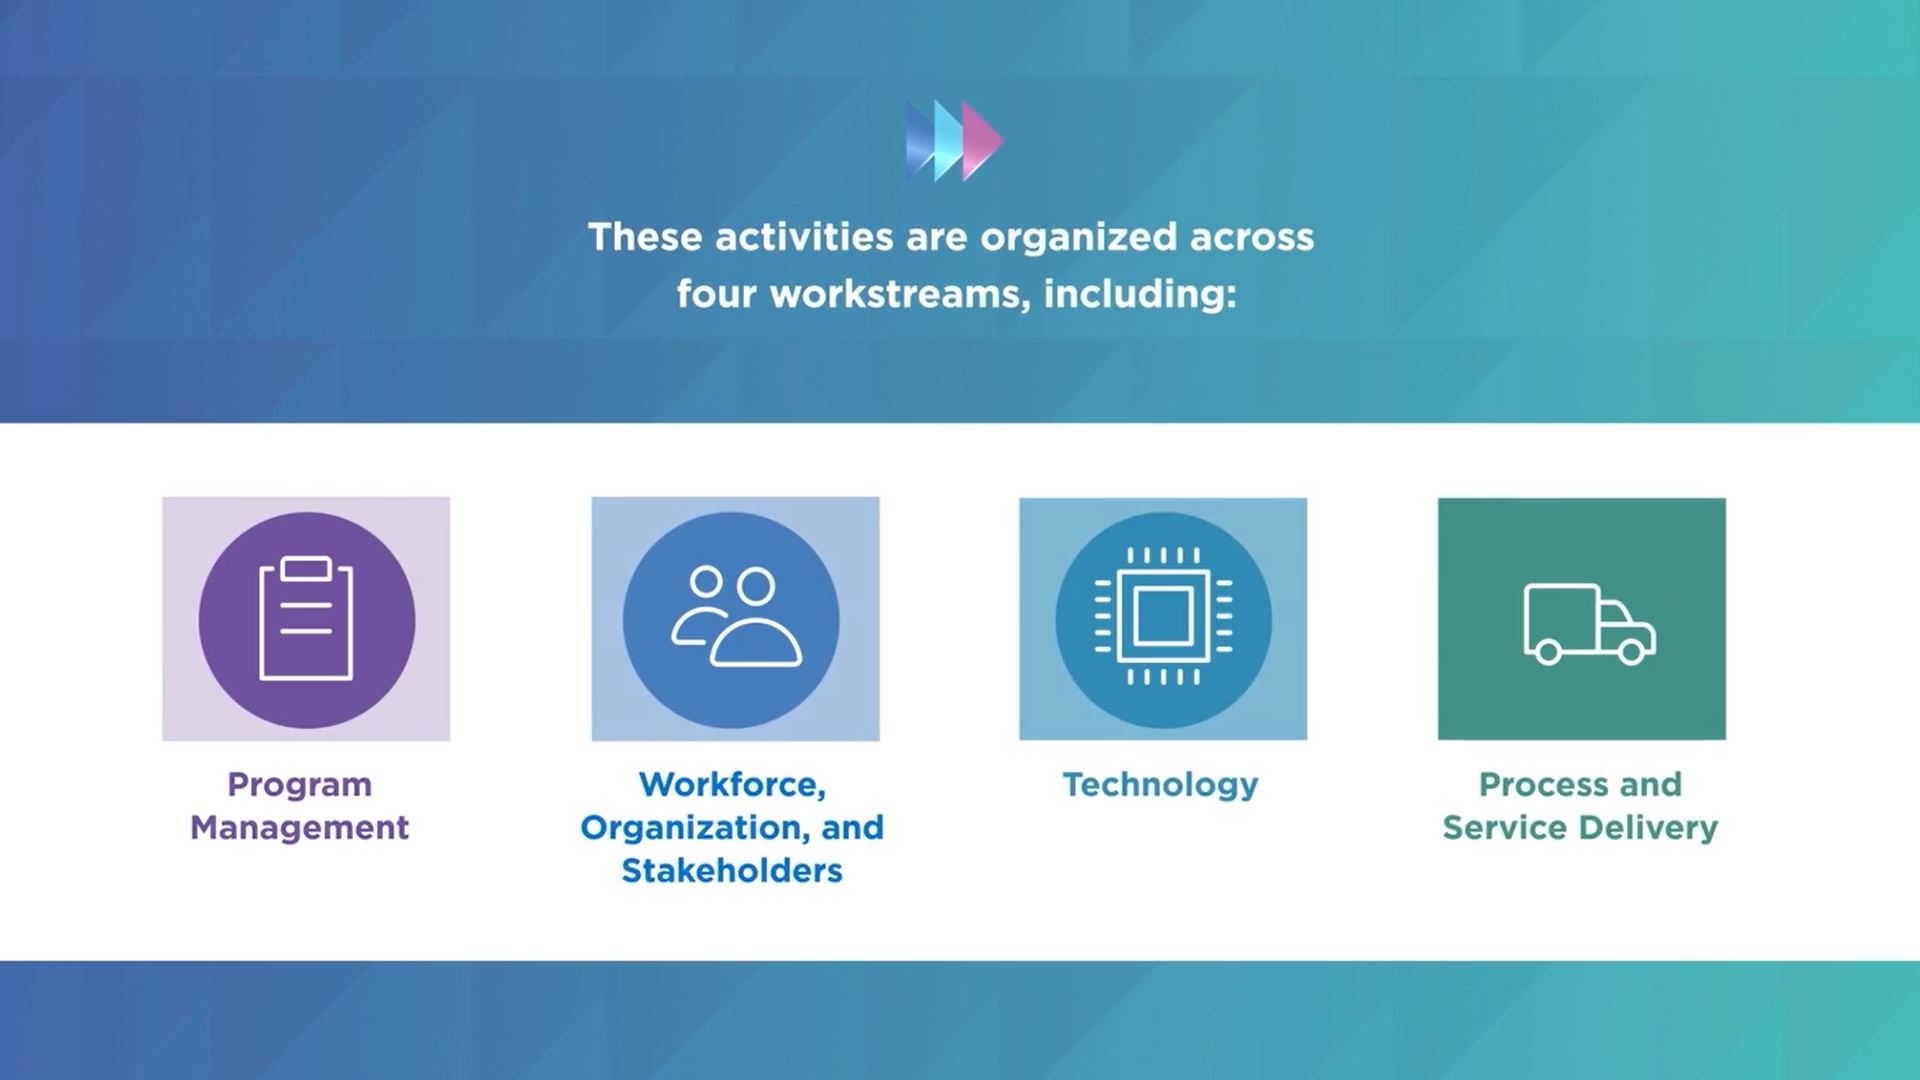 These activities are organized across
four workstreams, including:
Program
Management
Workforce,
Organization, and
Stakeholders
Technology
Process and
Service Delivery